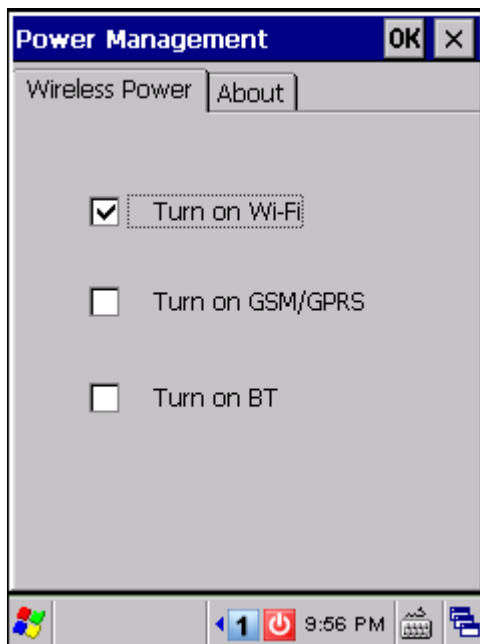 Power Management OK ×
Wireless Power About
Turn on Wi-Fi
Turn on GSM/GPRS
Turn on BT
1 9:56 PM